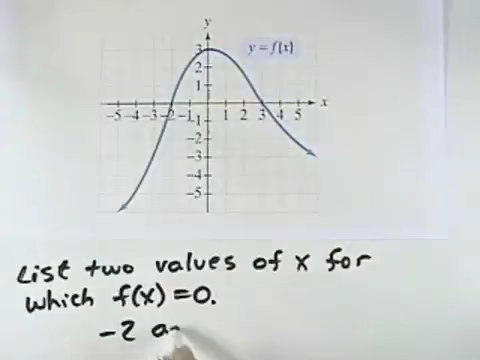 y
y = f(x)
3
2
1
-5 -4 -3 -2 -1 1 2 3 4 5 x
-1
-2
-3
-4
-5
List two values of x for
which f(x) = 0.
-2 a